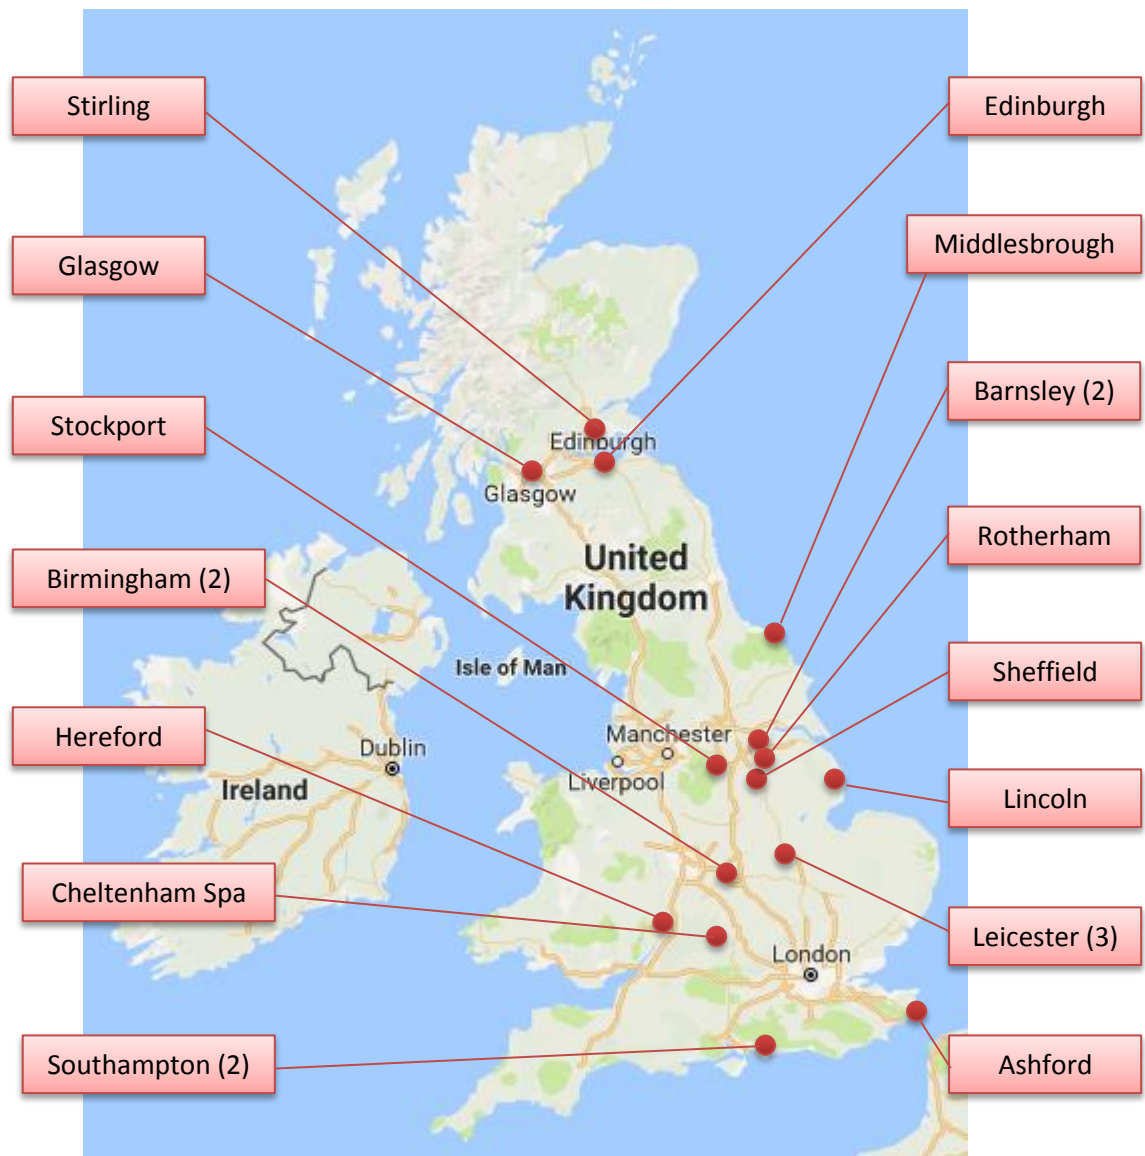 Stirling
Edinburgh
Glasgow
Middlesbrough
Stockport
Barnsley (2)
Edinburgh
Glasgow
Birmingham (2)
United
Kingdom
Rotherham
Isle of Man
Sheffield
Hereford
Manchester
Dublin
Liverpool
Ireland
Lincoln
Cheltenham Spa
Leicester (3)
London
Southampton (2)
Ashford